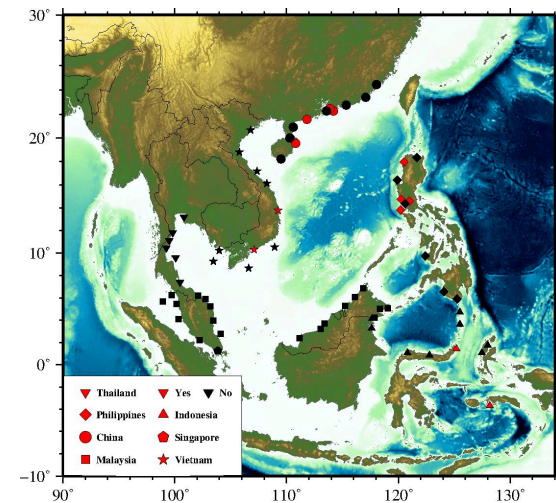 30°
20°
10°
0°
−10°
Thailand Yes No
Philippines Indonesia
China Singapore
Malaysia Vietnam
90° 100° 110° 120° 130°